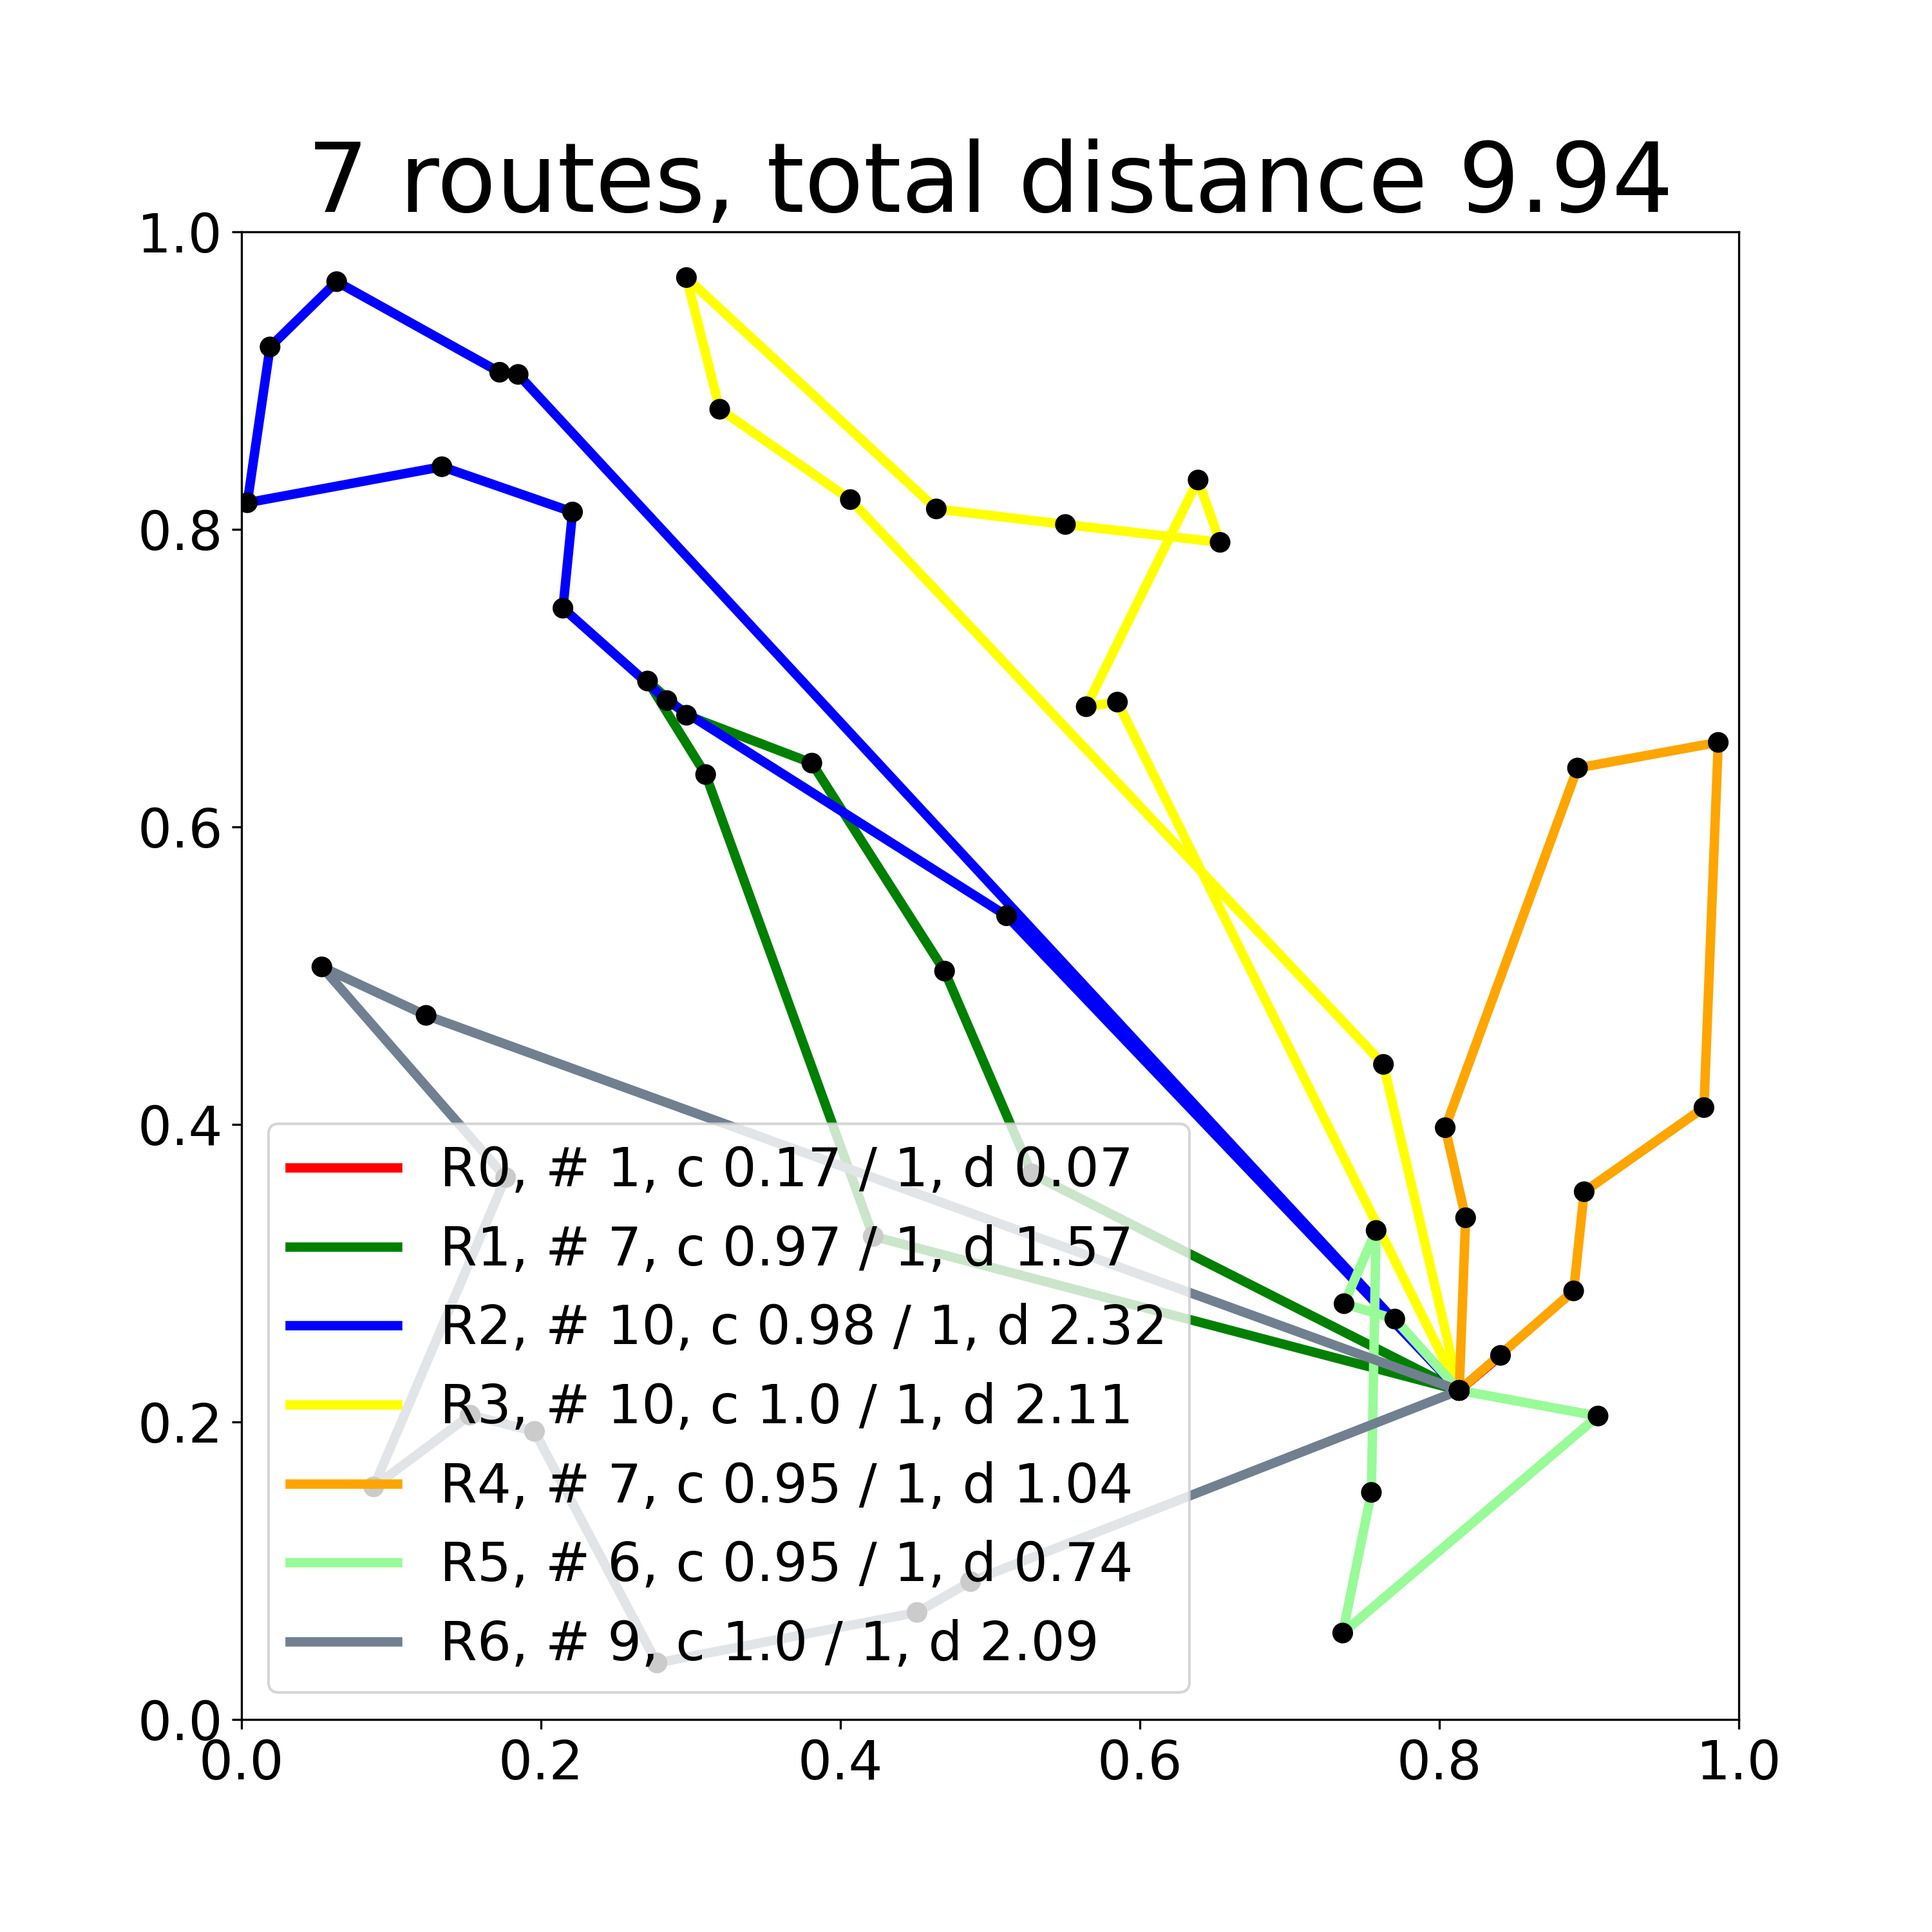 7 routes, total distance 9.94
1.0
0.8
0.6
0.4
0.2
0.0
R0, # 1, c 0.17 / 1, d 0.07
R1, # 7, c 0.97 / 1, d 1.57
R2, # 10, c 0.98 / 1, d 2.32
R3, # 10, c 1.0 / 1, d 2.11
R4, # 7, c 0.95 / 1, d 1.04
R5, # 6, c 0.95 / 1, d 0.74
R6, # 9, c 1.0 / 1, d 2.09
0.0 0.2 0.4 0.6 0.8 1.0